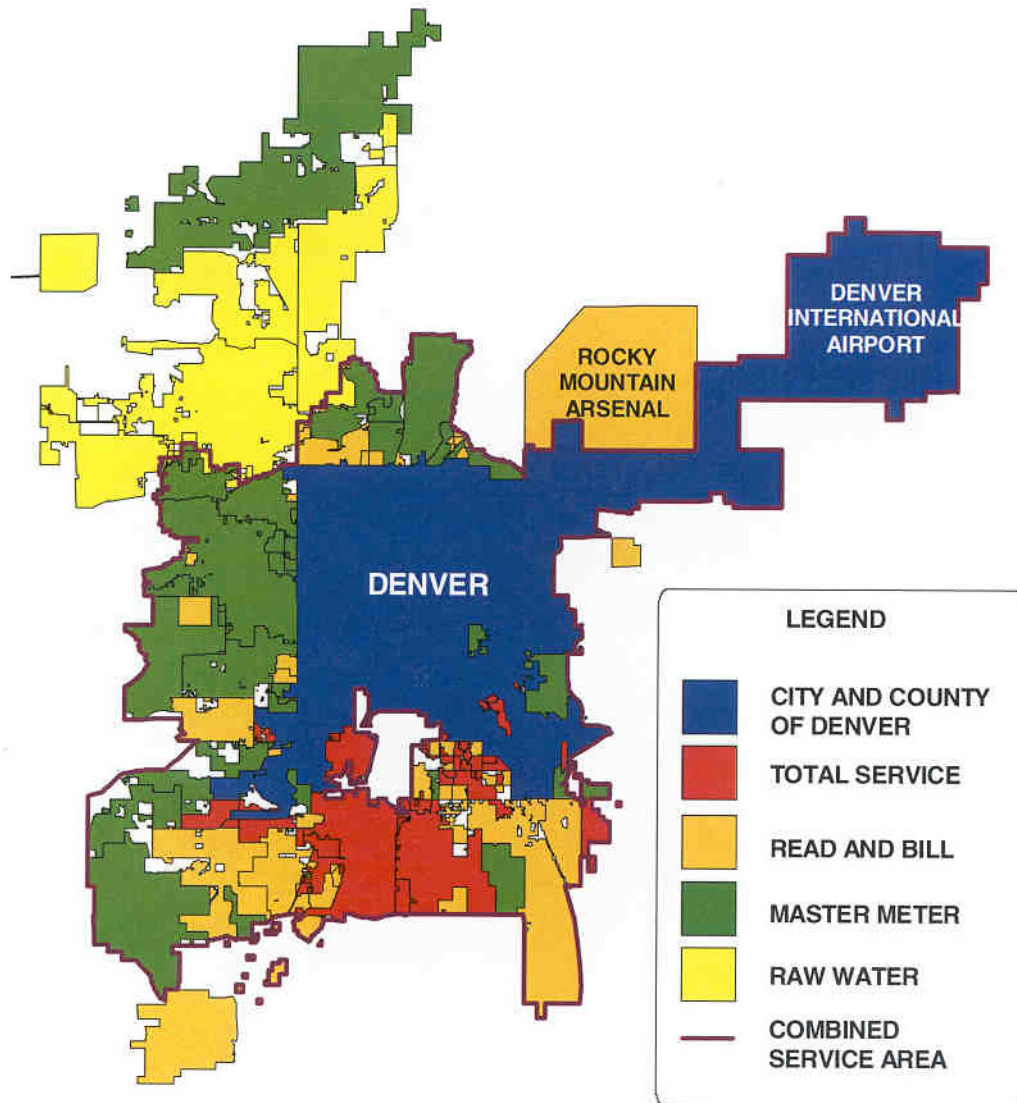 DENVER
INTERNATIONAL
AIRPORT
ROCKY
MOUNTAIN
ARSENAL
DENVER
LEGEND
CITY AND COUNTY
OF DENVER
TOTAL SERVICE
READ AND BILL
MASTER METER
RAW WATER
COMBINED
SERVICE AREA